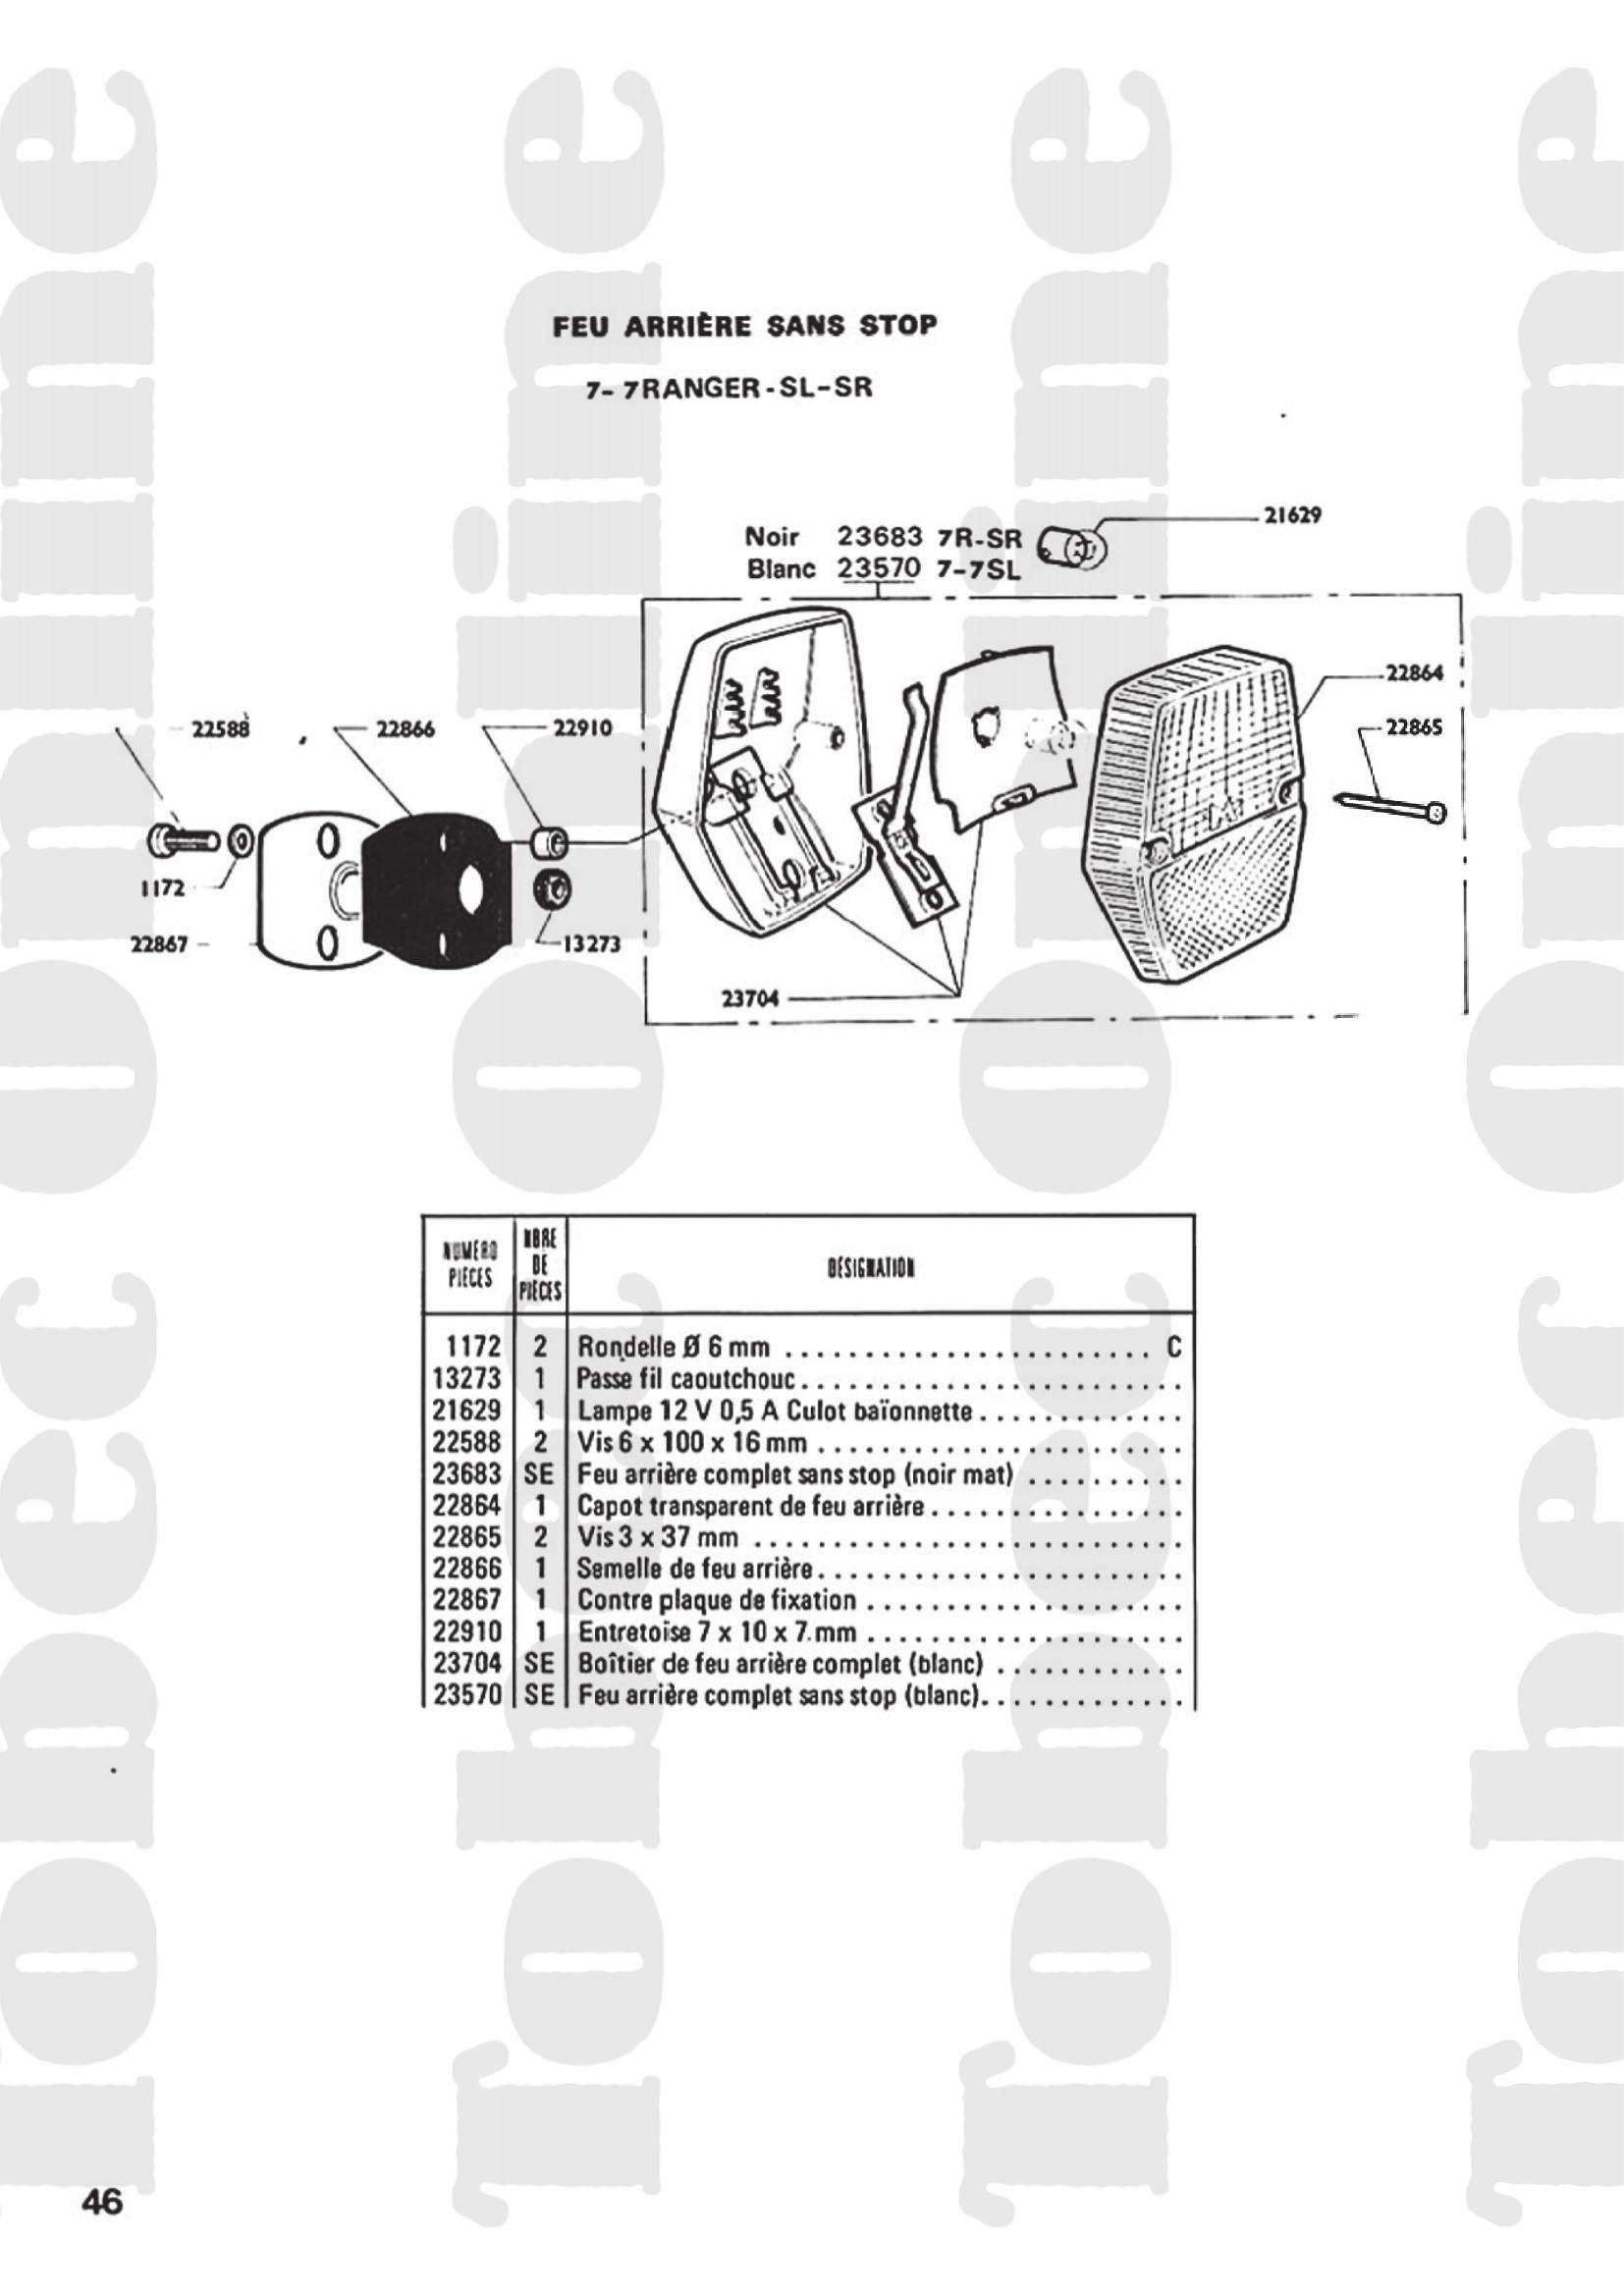 FEU ARRIÈRE SANS STOP
7- 7RANGER-SL-SR
21629
Noir 23683 7R-SR
Blanc 23570 7-7SL
22864
22588 22866 22910 22865
1172
22867 13273
23704
NUMÉRO PIÈCES NBRE DE PIÈCES DÉSIGNATION
1172 2 Rondelle Ø 6 mm ....................... C
13273 1 Passe fil caoutchouc........................
21629 1 Lampe 12 V 0,5 A Culot baïonnette.............
22588 2 Vis 6 x 100 x 16 mm .......................
23683 SE Feu arrière complet sans stop (noir mat) ..........
22864 1 Capot transparent de feu arrière................
22865 2 Vis 3 x 37 mm ...........................
22866 1 Semelle de feu arrière.......................
22867 1 Contre plaque de fixation ....................
22910 1 Entretoise 7 x 10 x 7 mm ....................
23704 SE Boîtier de feu arrière complet (blanc) ............
23570 SE Feu arrière complet sans stop (blanc).............
46